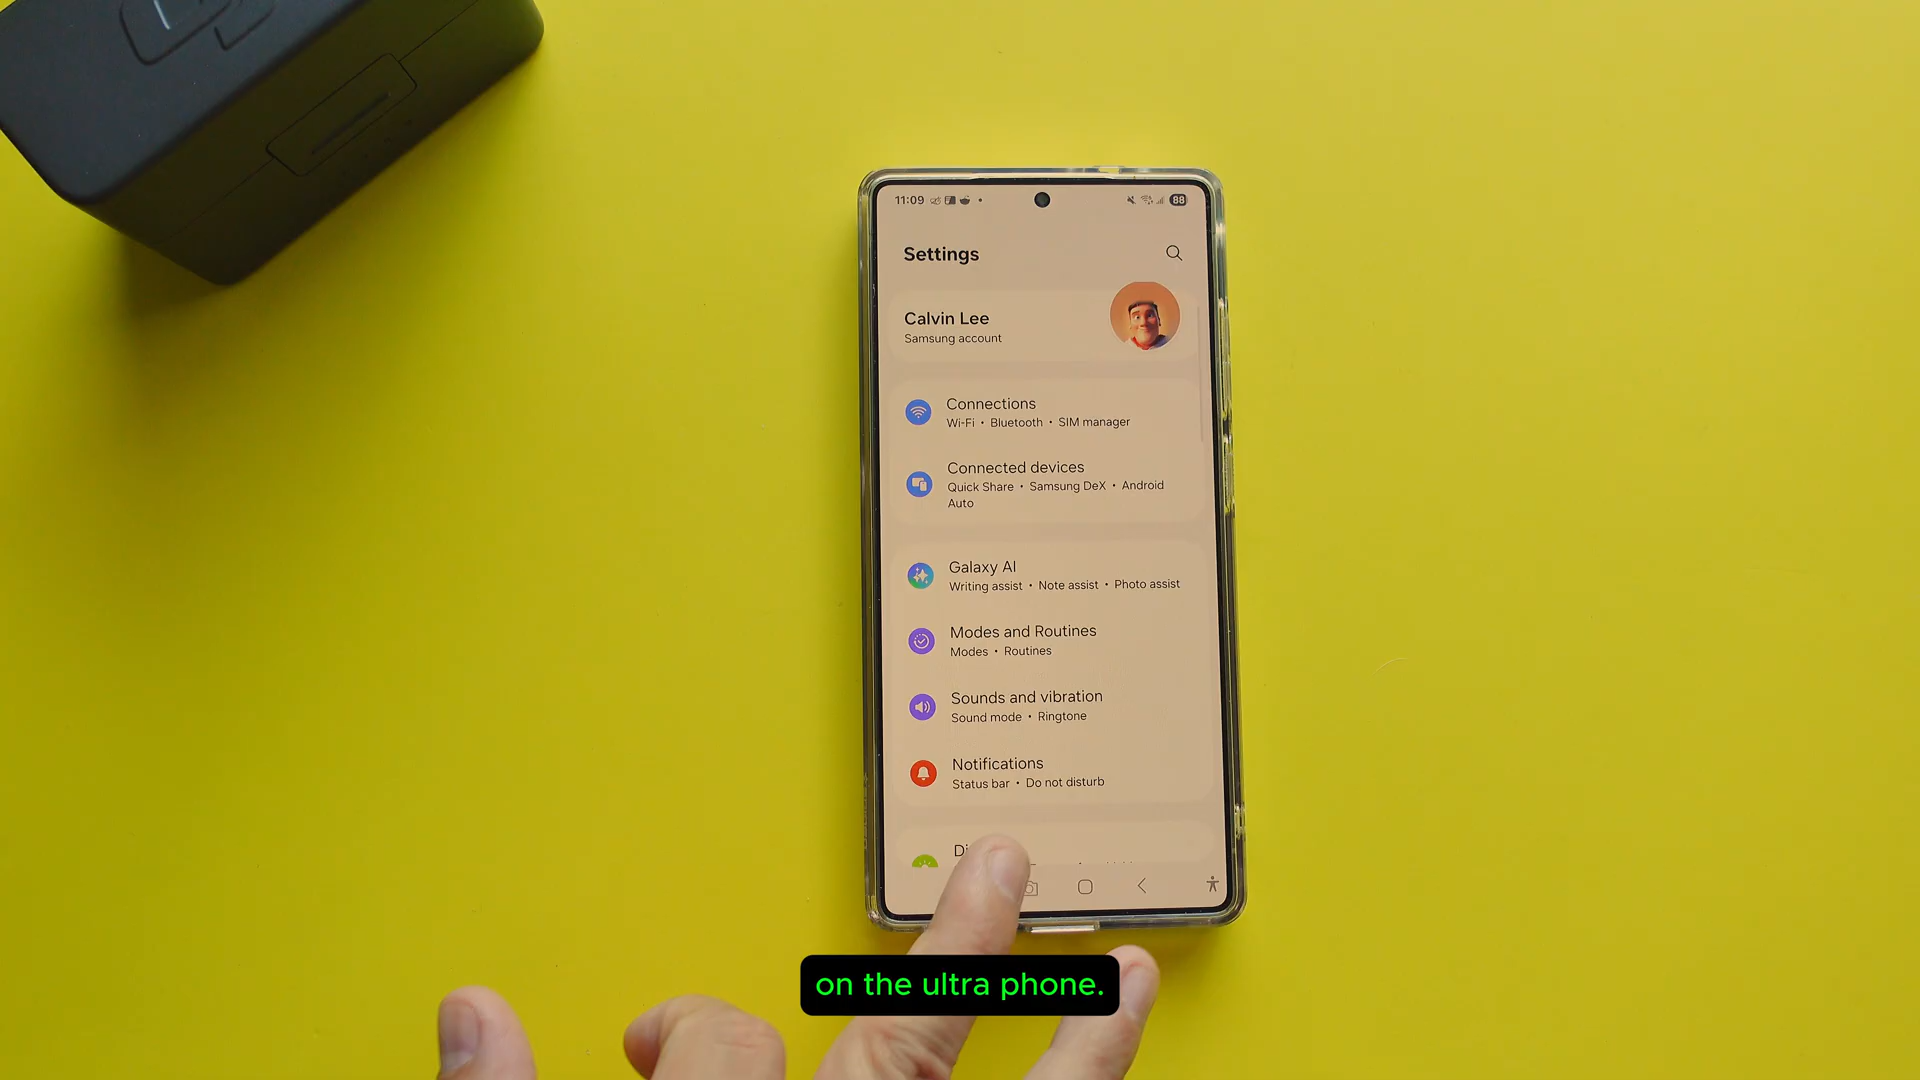 11:09
88
Settings
Calvin Lee
Samsung account
Connections
Wi-Fi • Bluetooth • SIM manager
Connected devices
Quick Share • Samsung DeX • Android
Auto
Galaxy AI
Writing assist • Note assist • Photo assist
Modes and Routines
Modes • Routines
Sounds and vibration
Sound mode • Ringtone
Notifications
Status bar • Do not disturb
on the ultra phone.